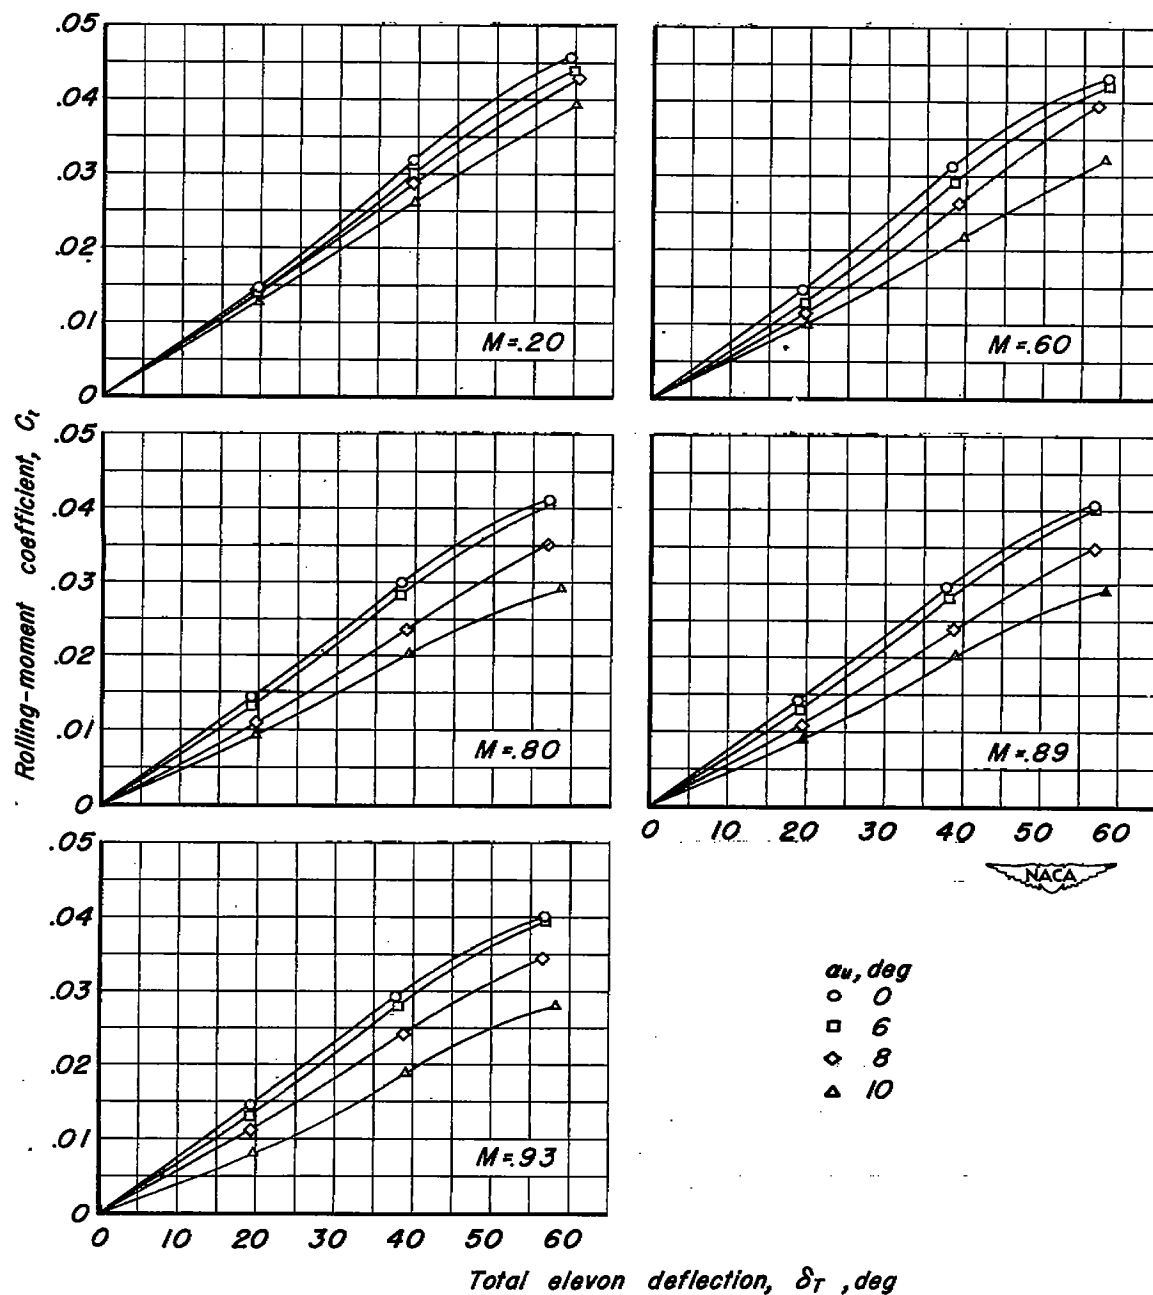 .05
.04
.03
.02
.01
0
M=.20
M=.60
Rolling-moment coefficient, Cₗ
.05
.04
.03
.02
.01
0
M=.80
M=.89
0 10 20 30 40 50 60
NACA
.05
.04
.03
.02
.01
0
M=.93
0 10 20 30 40 50 60
αᵤ, deg
0
6
8
10
Total elevon deflection, δT, deg